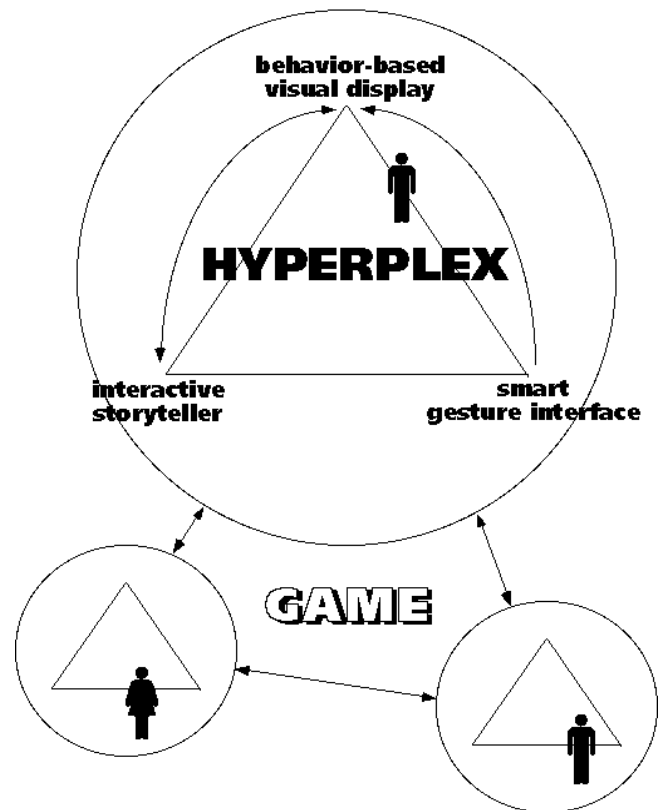 behavior-based
visual display
HYPERPLEX
interactive
storyteller
smart
gesture interface
GAME